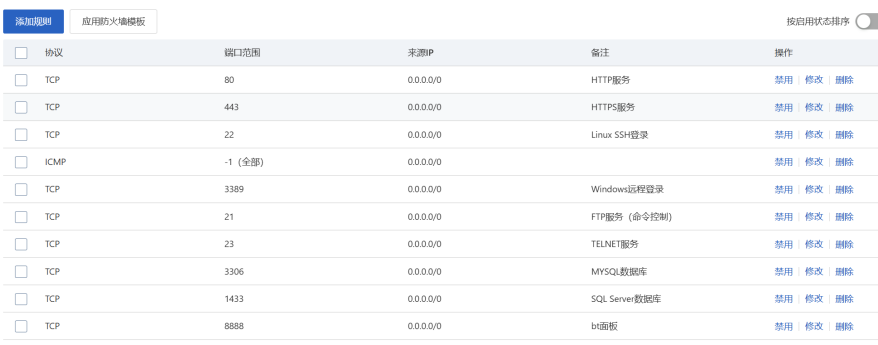 添加规则 应用防火墙模板 按启用状态排序
协议 端口范围 来源IP 备注 操作
TCP 80 0.0.0.0/0 HTTP服务 禁用 修改 删除
TCP 443 0.0.0.0/0 HTTPS服务 禁用 修改 删除
TCP 22 0.0.0.0/0 Linux SSH登录 禁用 修改 删除
ICMP -1（全部） 0.0.0.0/0 禁用 修改 删除
TCP 3389 0.0.0.0/0 Windows远程登录 禁用 修改 删除
TCP 21 0.0.0.0/0 FTP服务（命令控制） 禁用 修改 删除
TCP 23 0.0.0.0/0 TELNET服务 禁用 修改 删除
TCP 3306 0.0.0.0/0 MYSQL数据库 禁用 修改 删除
TCP 1433 0.0.0.0/0 SQL Server数据库 禁用 修改 删除
TCP 8888 0.0.0.0/0 bt面板 禁用 修改 删除